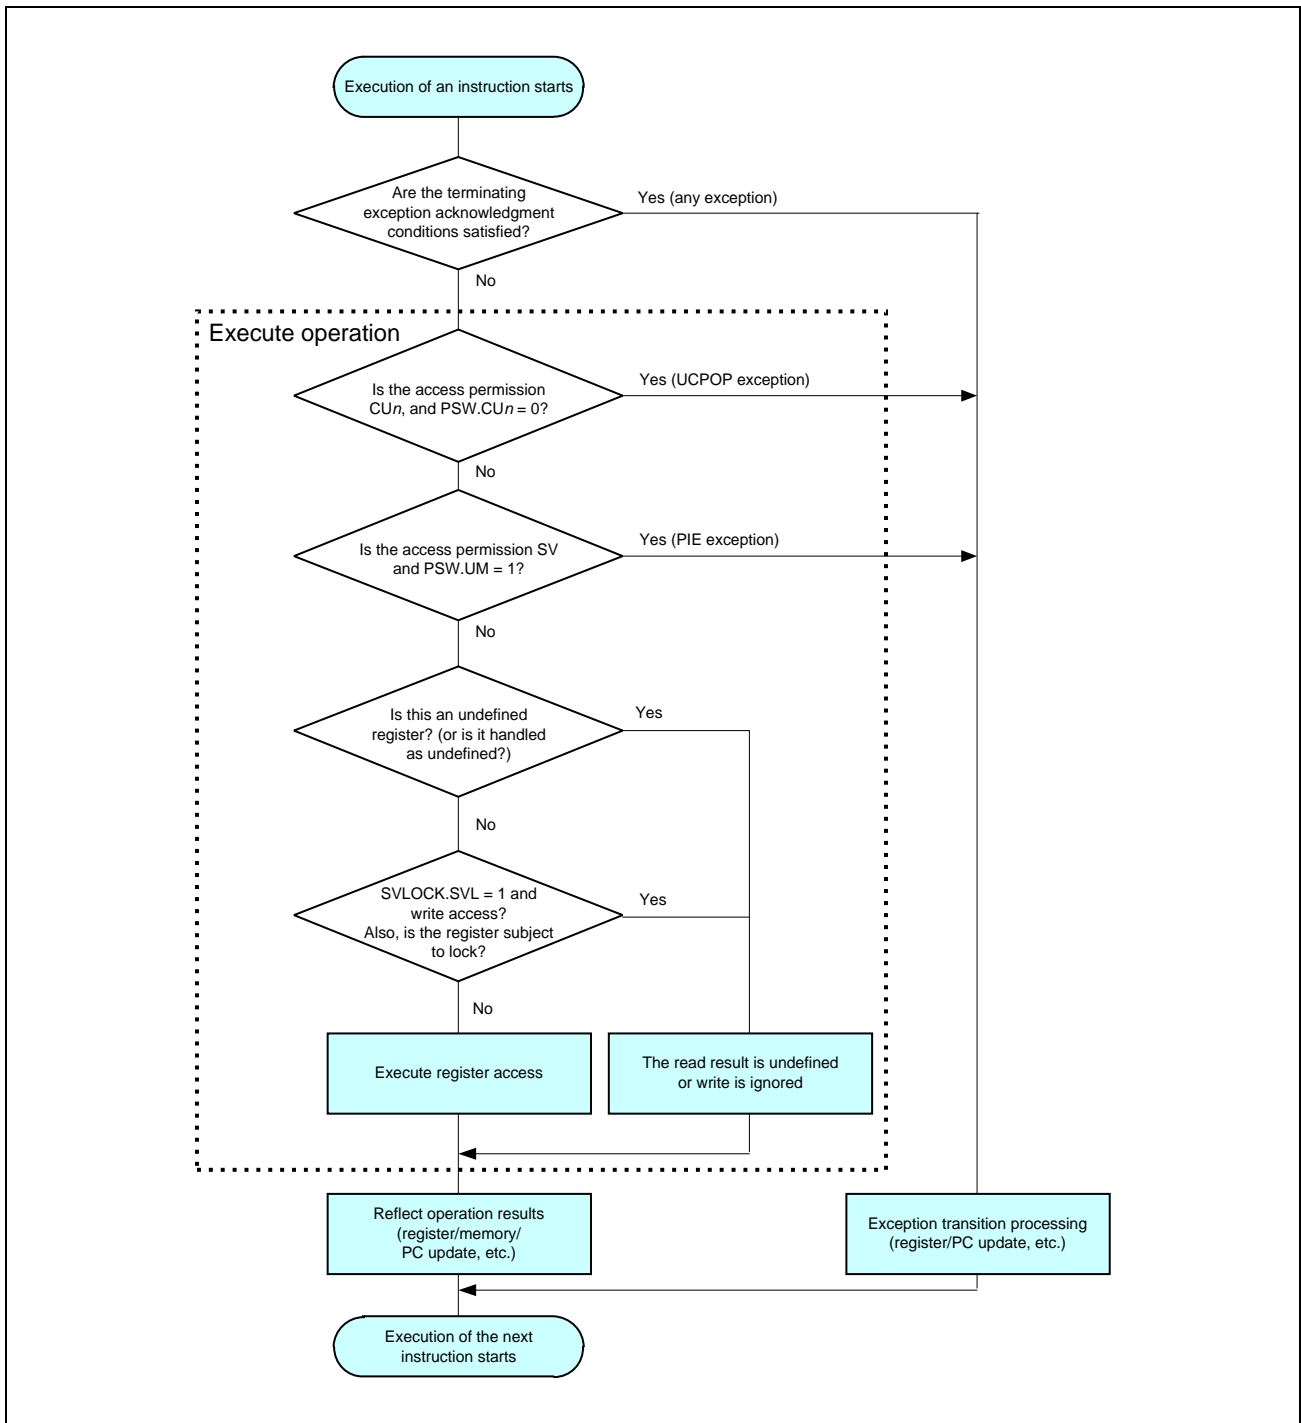 Execution of an instruction starts
Are the terminating
exception acknowledgment
conditions satisfied?
Yes (any exception)
No
Execute operation
Is the access permission
CUn, and PSW.CUn = 0?
Yes (UCPOP exception)
No
Is the access permission SV
and PSW.UM = 1?
Yes (PIE exception)
No
Is this an undefined
register? (or is it handled
as undefined?)
Yes
No
SVLOCK.SVL = 1 and
write access?
Also, is the register subject
to lock?
Yes
No
Execute register access
The read result is undefined
or write is ignored
Reflect operation results
(register/memory/
PC update, etc.)
Exception transition processing
(register/PC update, etc.)
Execution of the next
instruction starts